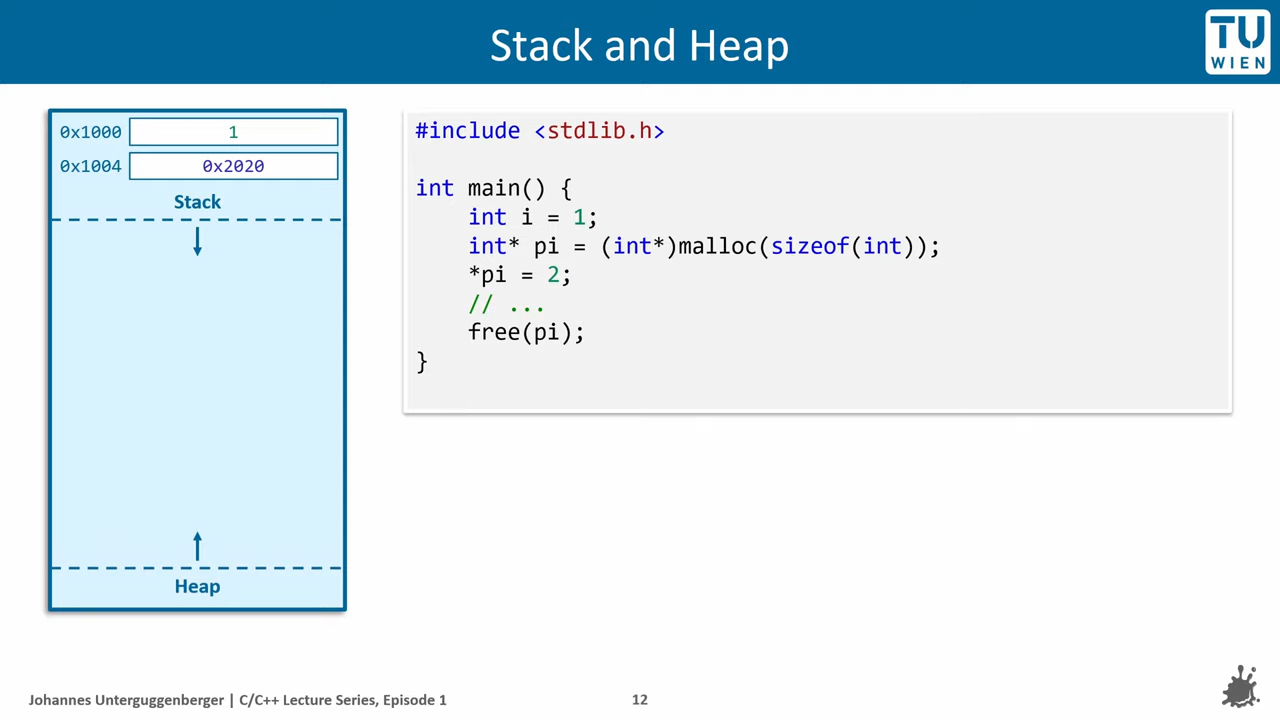 Stack and Heap
TU
WIEN
0x1000 1
0x1004 0x2020
Stack
Heap
#include <stdlib.h>
int main() {
    int i = 1;
    int* pi = (int*)malloc(sizeof(int));
    *pi = 2;
    // ...
    free(pi);
}
Johannes Unterguggenberger | C/C++ Lecture Series, Episode 1
12